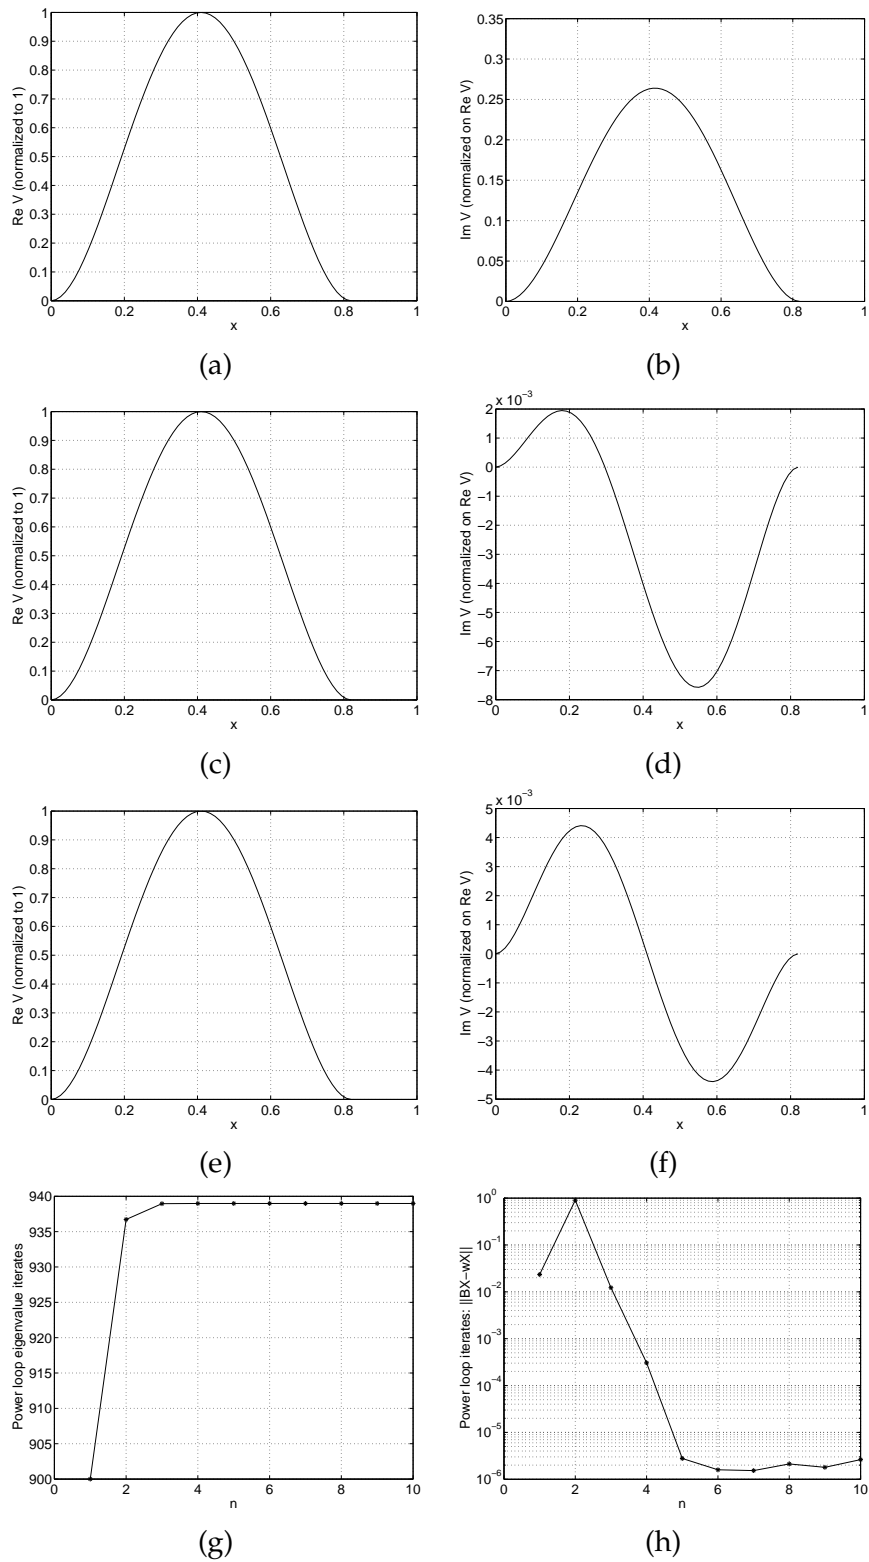 1
0.9
0.8
0.7
0.6
0.5
0.4
0.3
0.2
0.1
0
Re V (normalized to 1)
0 0.2 0.4 0.6 0.8 1
x
(a)
0.35
0.3
0.25
0.2
0.15
0.1
0.05
0
Im V (normalized on Re V)
0 0.2 0.4 0.6 0.8 1
x
(b)
1
0.9
0.8
0.7
0.6
0.5
0.4
0.3
0.2
0.1
0
Re V (normalized to 1)
0 0.2 0.4 0.6 0.8 1
x
(c)
x 10⁻³
2
1
0
−1
−2
−3
−4
−5
−6
−7
−8
Im V (normalized on Re V)
0 0.2 0.4 0.6 0.8 1
x
(d)
1
0.9
0.8
0.7
0.6
0.5
0.4
0.3
0.2
0.1
0
Re V (normalized to 1)
0 0.2 0.4 0.6 0.8 1
x
(e)
x 10⁻³
5
4
3
2
1
0
−1
−2
−3
−4
−5
Im V (normalized on Re V)
0 0.2 0.4 0.6 0.8 1
x
(f)
940
935
930
925
920
915
910
905
900
Power loop eigenvalue iterates
0 2 4 6 8 10
n
(g)
10⁰
10⁻¹
10⁻²
10⁻³
10⁻⁴
10⁻⁵
10⁻⁶
Power loop iterates: ||BX−wX||
0 2 4 6 8 10
n
(h)